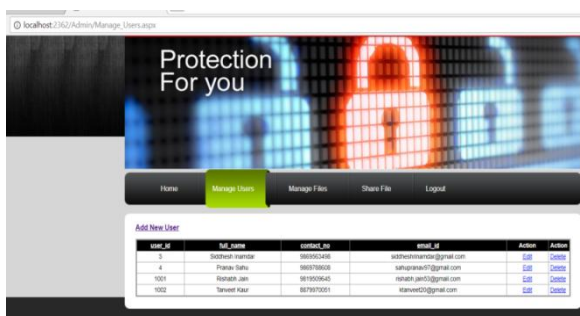 localhost:2362/Admin/Manage_Users.aspx
Protection
For you
Home Manage Users Manage Files Share File Logout
Add New User
user_id full_name contact_no email_id Action Action
3 Siddhesh Inamdar 9869563496 siddheshinamdar@gmail.com Edit Delete
4 Pranav Sahu 9869768608 sahupranav97@gmail.com Edit Delete
1001 Rishabh Jain 9819509645 rishabh.jain53@gmail.com Edit Delete
1002 Tanveet Kaur 8879970051 ktanveet20@gmail.com Edit Delete